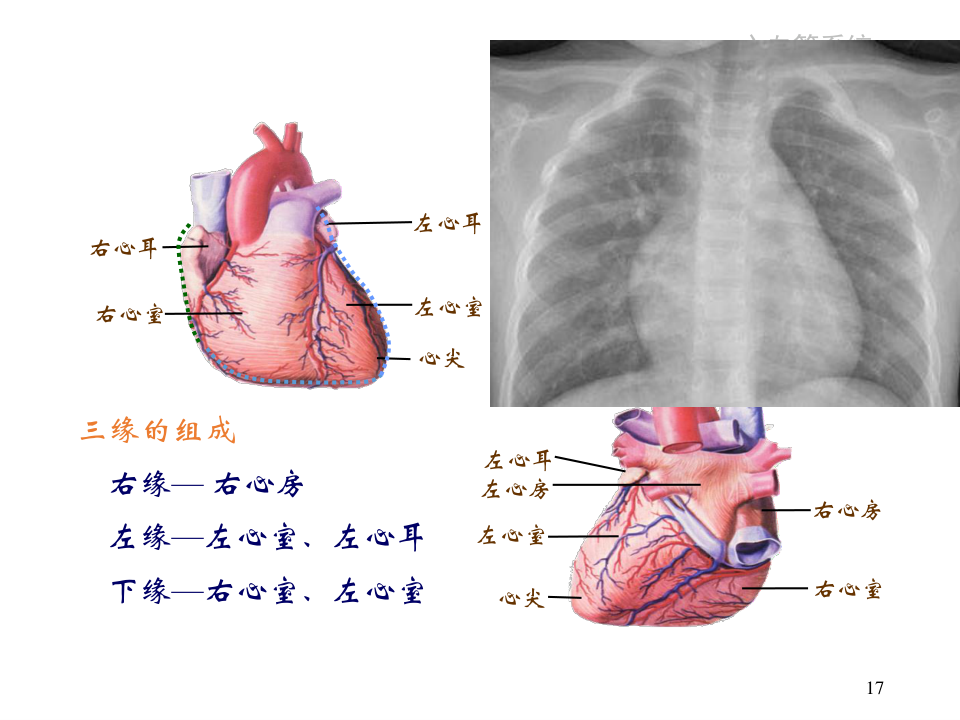 左心耳
右心耳
右心室
左心室
心尖
三缘的组成
右缘— 右心房
左缘—左心室、左心耳
下缘—右心室、左心室
左心耳
左心房
右心房
左心室
心尖
右心室
17